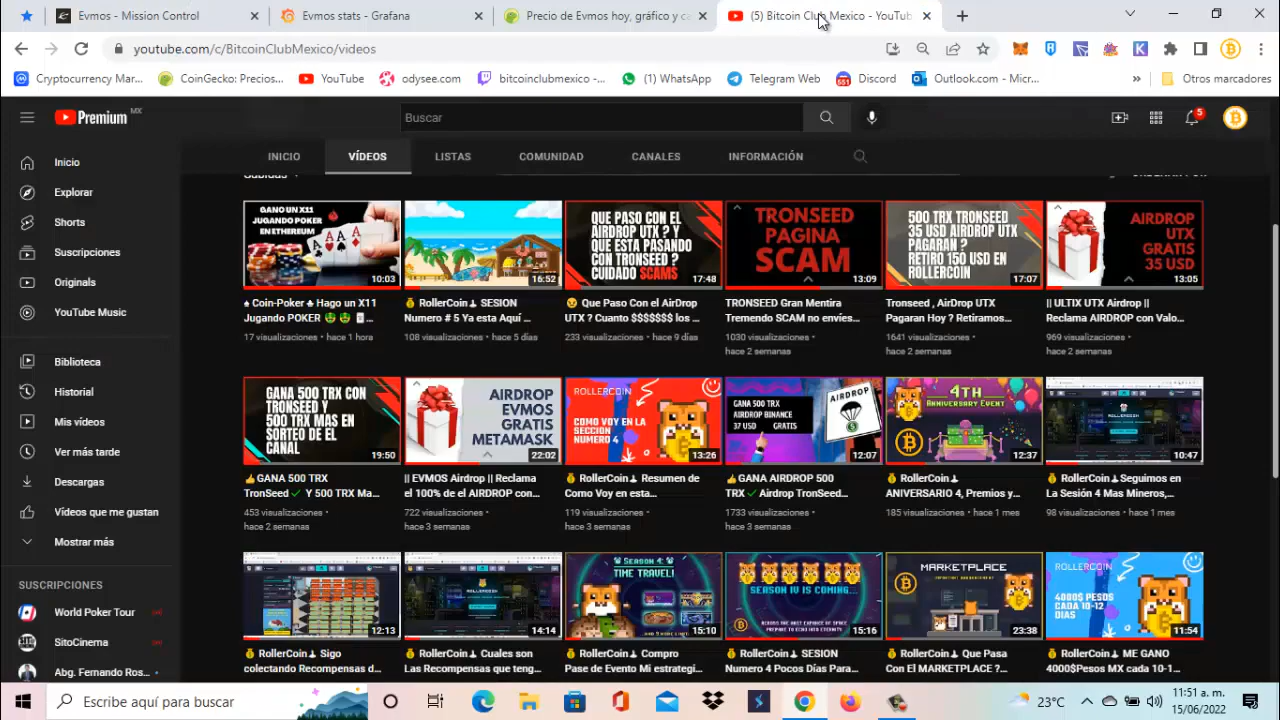 Evmos - Mission Control
Evmos stats - Grafana
Precio de Evmos hoy, gráfico y ca
(5) Bitcoin Club Mexico - YouTub
youtube.com/c/BitcoinClubMexico/videos
Cryptocurrency Mar...
CoinGecko: Precios...
YouTube
odysee.com
bitcoinclubmexico -...
(1) WhatsApp
Telegram Web
551
Discord
Outlook.com - Micr...
»
Otros marcadores
Premium MX
Buscar
5
INICIO
VÍDEOS
LISTAS
COMUNIDAD
CANALES
INFORMACIÓN
Inicio
Explorar
Shorts
Suscripciones
Originals
YouTube Music
Biblioteca
Historial
Mis videos
Ver más tarde
Descargas
Vídeos que me gustan
Mostrar más
SUSCRIPCIONES
World Poker Tour
Sitocinema
Abg. Fernando Ros...
GANO UN X11
JUGANDO POKER
EN ETHEREUM
10:03
16:52
QUE PASO CON EL
AIRDROP UTX ? Y
QUE ESTA PASANDO
CON TRONSEED ?
CUIDADO SCAMS
17:48
TRONSEED
PAGINA
SCAM
13:09
500 TRX TRONSEED
35 USD AIRDROP UTX
PAGARAN ?
RETIRO 150 USD EN
ROLLERCOIN
17:07
AIRDROP
UTX
GRATIS
35 USD
13:05
♠ Coin-Poker ♠ Hago un X11
Jugando POKER 🤑 🤑 🃏...
17 visualizaciones • hace 1 hora
💰 RollerCoin SESION
Numero # 5 Ya esta Aquí ...
108 visualizaciones • hace 5 días
Que Paso Con el AirDrop
UTX ? Cuanto $$$$$$$ los ...
233 visualizaciones • hace 9 días
TRONSEED Gran Mentira
Tremendo SCAM no envíes...
1030 visualizaciones •
hace 2 semanas
Tronseed , AirDrop UTX
Pagaran Hoy ? Retiramos...
1641 visualizaciones •
hace 2 semanas
|| ULTIX UTX Airdrop ||
Reclama AIRDROP con Valo...
969 visualizaciones •
hace 2 semanas
GANA 500 TRX CON
TRONSEED Y
500 TRX MAS EN
SORTEO DEL
CANAL
19:50
AIRDROP
EVMOS
GRATIS
METAMASK
22:02
ROLLERCOIN
COMO VOY EN LA
SECCION
NUMERO 4
13:26
GANA 500 TRX
AIRDROP BINANCE
37 USD GRATIS
AIRDROP
12:07
4TH
ANNIVERSARY EVENT
12:37
10:47
👍GANA 500 TRX
TronSeed ✓ Y 500 TRX Ma...
453 visualizaciones •
hace 2 semanas
|| EVMOS Airdrop || Reclama
el 100% de el AIRDROP con...
722 visualizaciones •
hace 3 semanas
💰 RollerCoin Resumen de
Como Voy en esta...
119 visualizaciones •
hace 3 semanas
👍GANA AIRDROP 500
TRX ✓ Airdrop TronSeed...
1733 visualizaciones •
hace 3 semanas
💰 RollerCoin
ANIVERSARIO 4, Premios y...
185 visualizaciones • hace 1 mes
💰 RollerCoin Seguimos en
La Sesión 4 Mas Mineros,...
98 visualizaciones • hace 1 mes
12:13
14:14
SEASON 4:
TIME TRAVEL!
15:10
SEASON IV IS COMING...
ACROSS THE VAST EXPANSE OF SPACE
PREPARE TO ECHO INTO ETERNITY
15:16
MARKETPLACE
23:38
ROLLERCOIN
4000$ PESOS
CADA 10-12
DIAS
11:54
💰 RollerCoin Sigo
colectando Recompensas d...
💰 RollerCoin Cuales son
Las Recompensas que teng...
💰 RollerCoin Compro
Pase de Evento Mi estrategi...
💰 RollerCoin SESION
Numero 4 Pocos Días Para...
💰 RollerCoin Que Pasa
Con El MARKETPLACE ?...
💰 RollerCoin ME GANO
4000$Pesos MX cada 10-1...
Escribe aquí para buscar
23°C
11:51 a. m.
15/06/2022